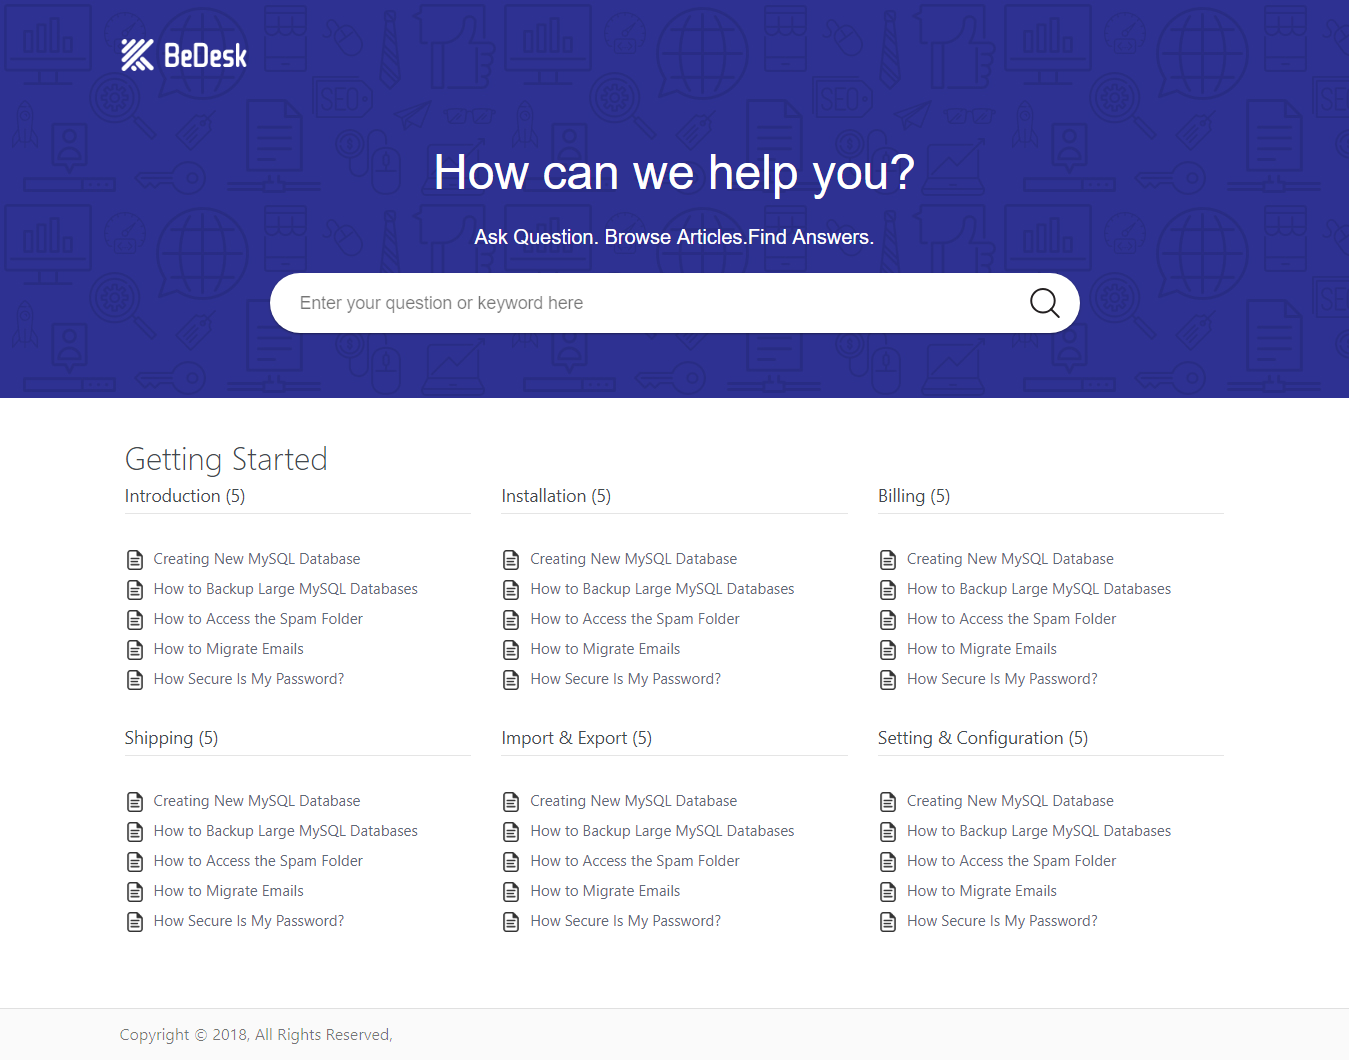 BeDesk
How can we help you?
Ask Question. Browse Articles.Find Answers.
Enter your question or keyword here
Getting Started
Introduction (5)
Creating New MySQL Database
How to Backup Large MySQL Databases
How to Access the Spam Folder
How to Migrate Emails
How Secure Is My Password?
Installation (5)
Creating New MySQL Database
How to Backup Large MySQL Databases
How to Access the Spam Folder
How to Migrate Emails
How Secure Is My Password?
Billing (5)
Creating New MySQL Database
How to Backup Large MySQL Databases
How to Access the Spam Folder
How to Migrate Emails
How Secure Is My Password?
Shipping (5)
Creating New MySQL Database
How to Backup Large MySQL Databases
How to Access the Spam Folder
How to Migrate Emails
How Secure Is My Password?
Import & Export (5)
Creating New MySQL Database
How to Backup Large MySQL Databases
How to Access the Spam Folder
How to Migrate Emails
How Secure Is My Password?
Setting & Configuration (5)
Creating New MySQL Database
How to Backup Large MySQL Databases
How to Access the Spam Folder
How to Migrate Emails
How Secure Is My Password?
Copyright © 2018, All Rights Reserved,
SEO
SEO
SEO
SEO